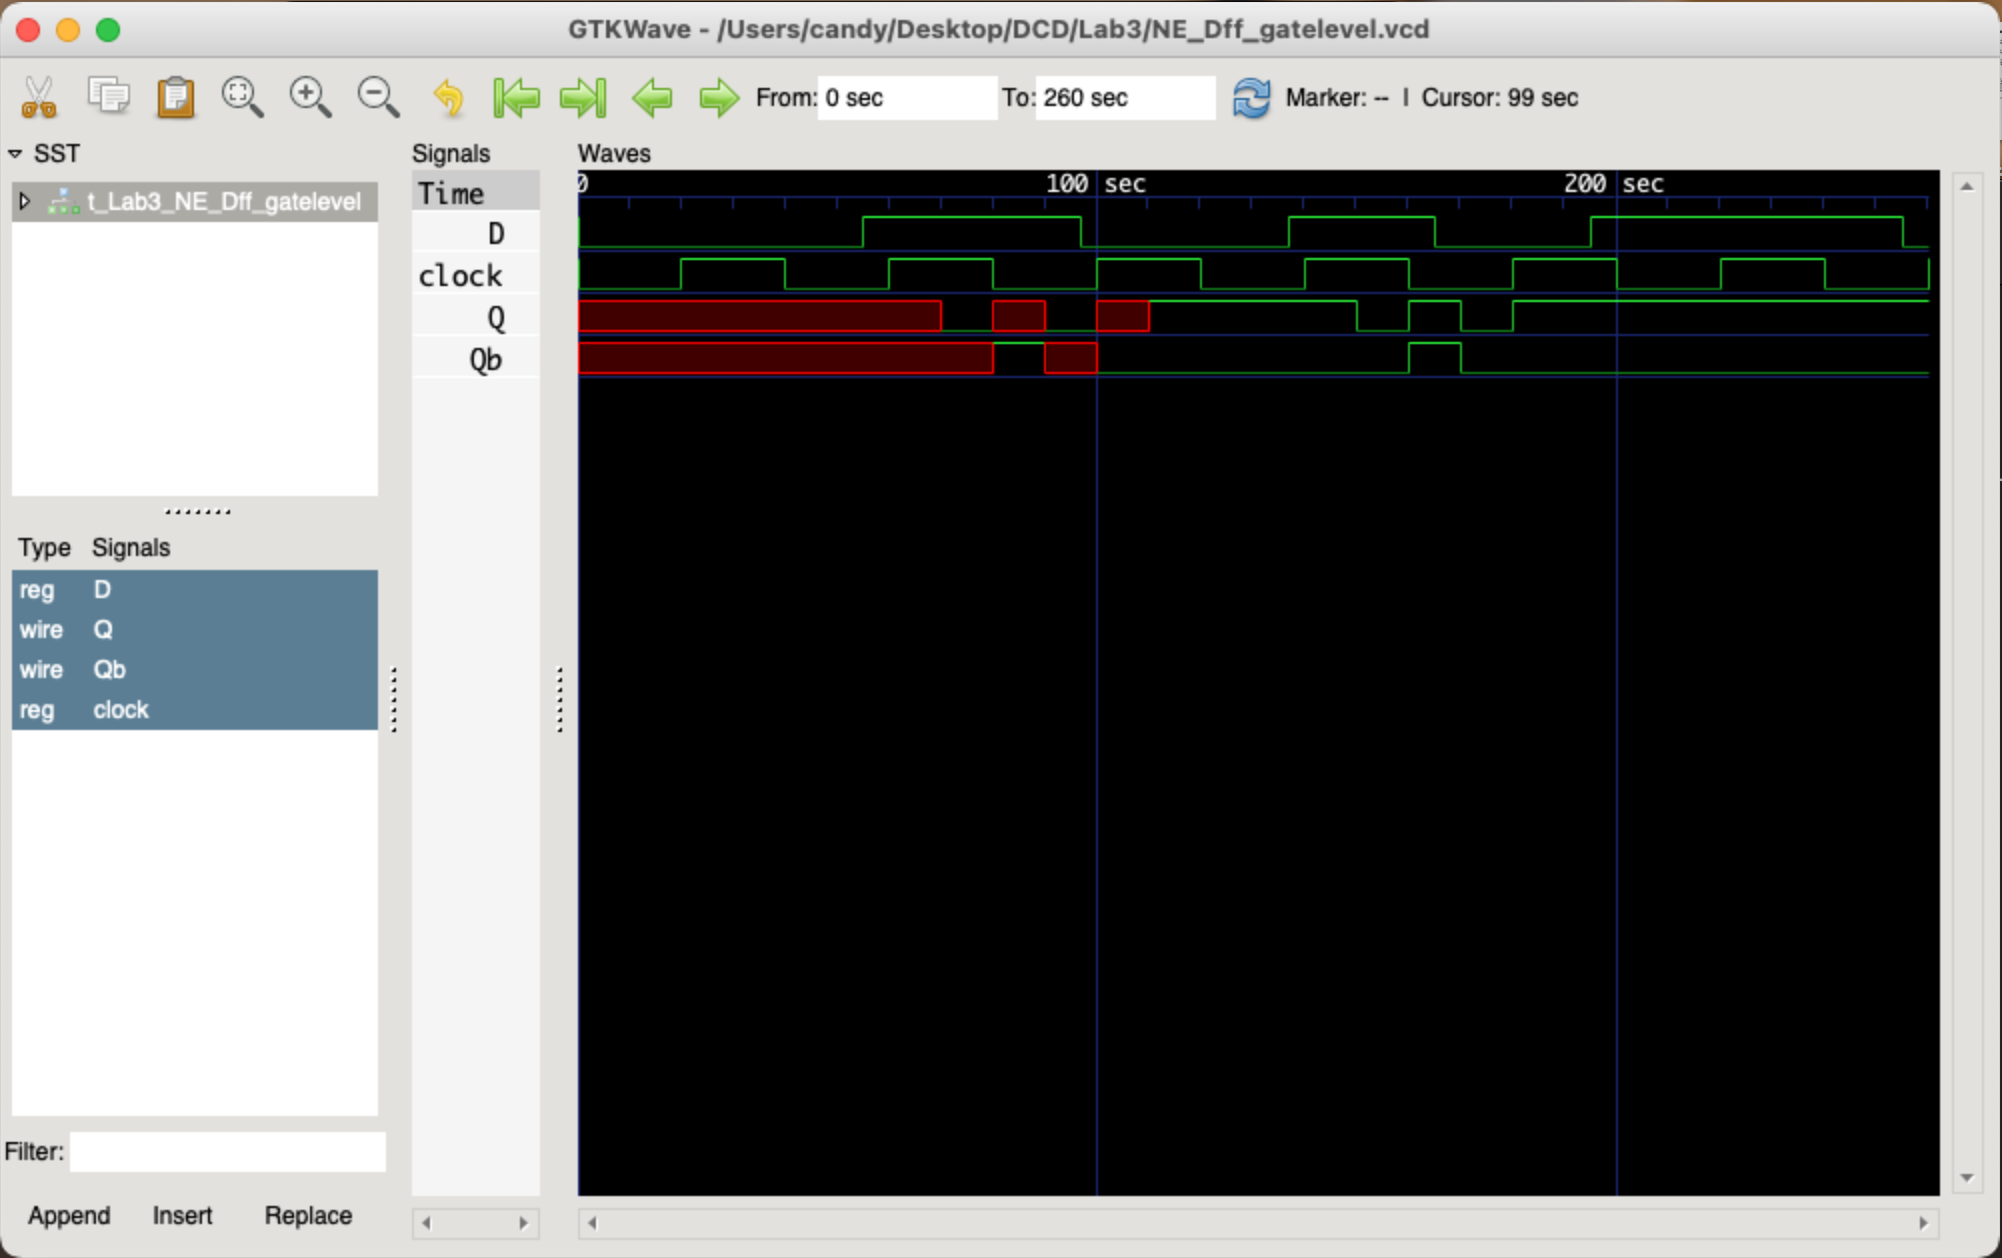 GTKWave - /Users/candy/Desktop/DCD/Lab3/NE_Dff_gatelevel.vcd
From: 0 sec To: 260 sec Marker: -- | Cursor: 99 sec
SST
t_Lab3_NE_Dff_gatelevel
Type Signals
reg D
wire Q
wire Qb
reg clock
Filter:
Append Insert Replace
Signals
Time
D
clock
Q
Qb
Waves
0 100 sec 200 sec